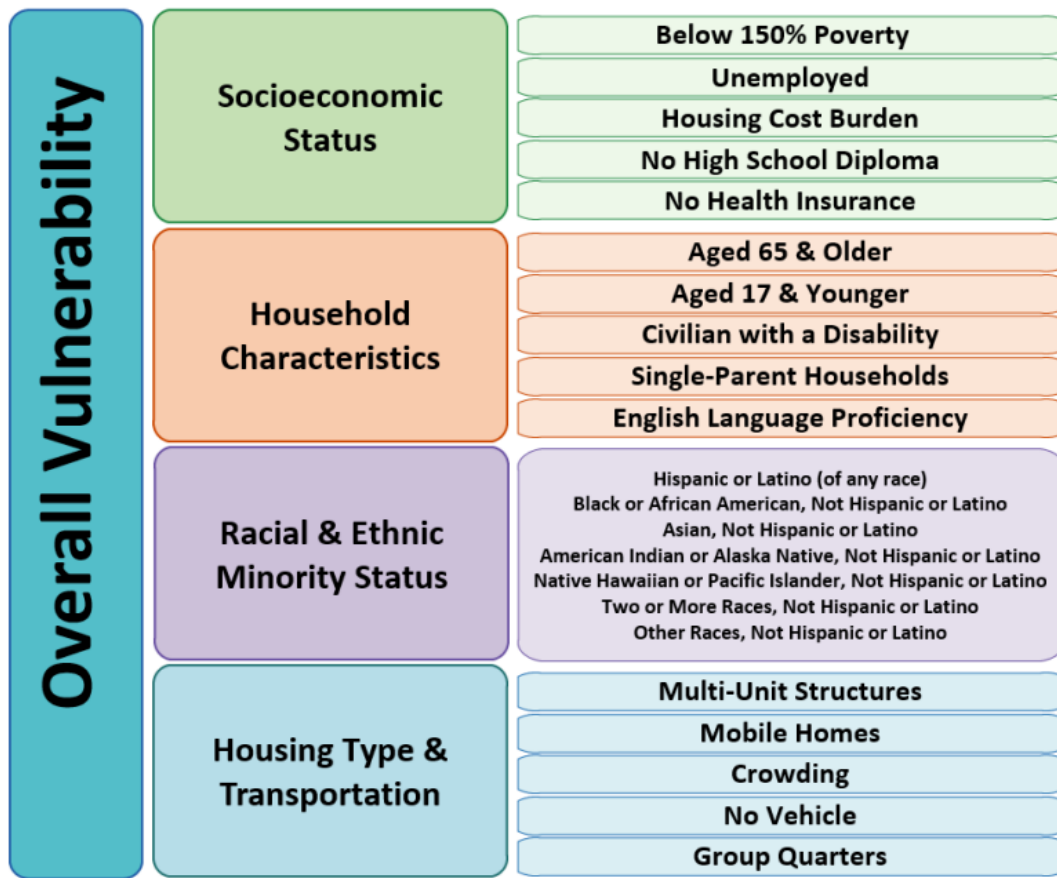 Overall Vulnerability
Socioeconomic
Status
Below 150% Poverty
Unemployed
Housing Cost Burden
No High School Diploma
No Health Insurance
Household
Characteristics
Aged 65 & Older
Aged 17 & Younger
Civilian with a Disability
Single-Parent Households
English Language Proficiency
Racial & Ethnic
Minority Status
Hispanic or Latino (of any race)
Black or African American, Not Hispanic or Latino
Asian, Not Hispanic or Latino
American Indian or Alaska Native, Not Hispanic or Latino
Native Hawaiian or Pacific Islander, Not Hispanic or Latino
Two or More Races, Not Hispanic or Latino
Other Races, Not Hispanic or Latino
Housing Type &
Transportation
Multi-Unit Structures
Mobile Homes
Crowding
No Vehicle
Group Quarters